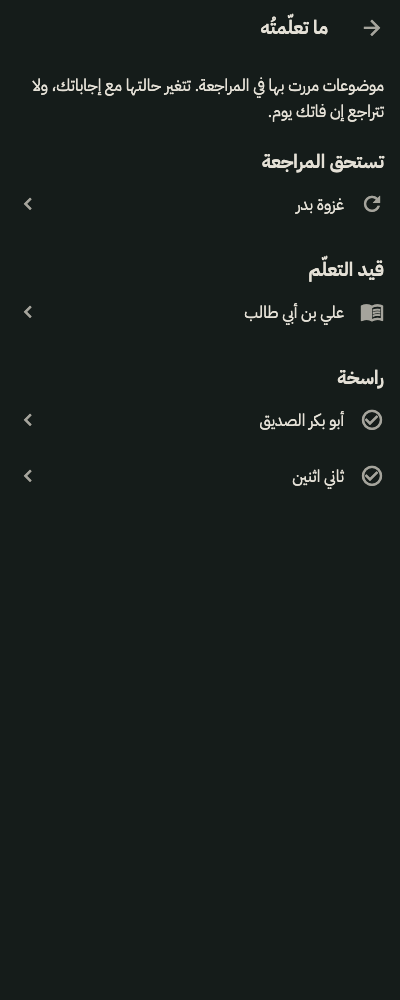 ما تعلّمتُه
موضوعات مررت بها في المراجعة. تتغير حالتها مع إجاباتك، ولا
تتراجع إن فاتك يوم.
تستحق المراجعة
غزوة بدر
قيد التعلّم
علي بن أبي طالب
راسخة
أبو بكر الصديق
ثاني اثنين